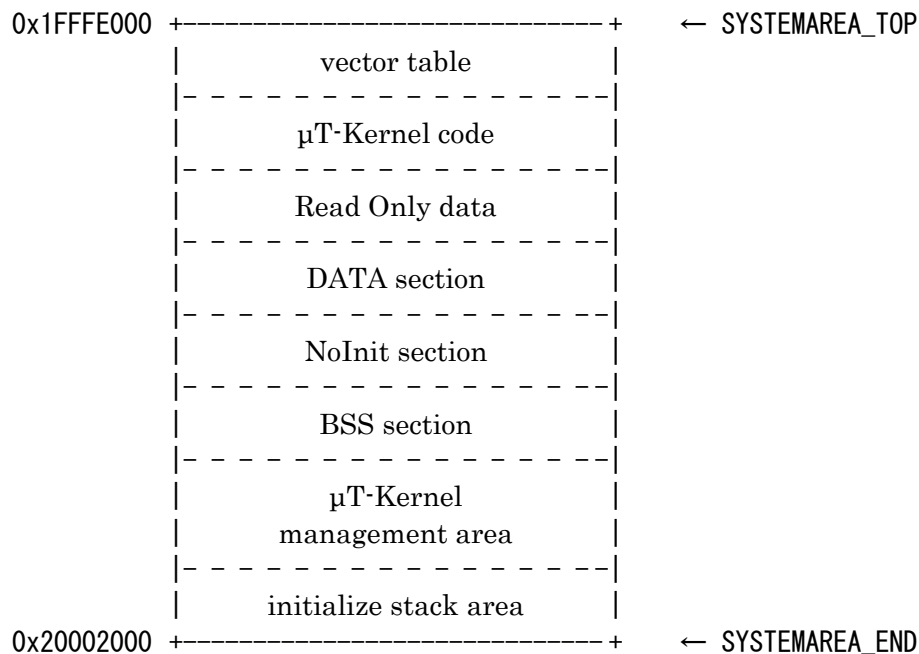 0x1FFFE000 +------------------------------+ ← SYSTEMAREA_TOP
| vector table |
|- - - - - - - - - - - - - - - -|
| µT-Kernel code |
|- - - - - - - - - - - - - - - -|
| Read Only data |
|- - - - - - - - - - - - - - - -|
| DATA section |
|- - - - - - - - - - - - - - - -|
| NoInit section |
|- - - - - - - - - - - - - - - -|
| BSS section |
|- - - - - - - - - - - - - - - -|
| µT-Kernel |
| management area |
|- - - - - - - - - - - - - - - -|
| initialize stack area |
0x20002000 +------------------------------+ ← SYSTEMAREA_END